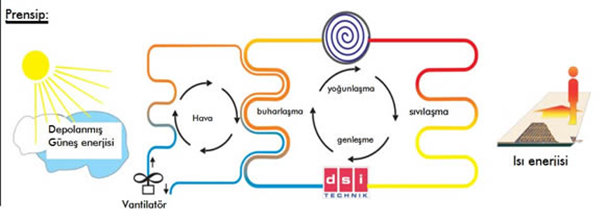 Prensip:
Depolanmış
Güneş enerjisi
Vantilatör
Hava
buharlaşma
yoğunlaşma
genleşme
sıvılaşma
dsi
TECHNIK
Isı enerjisi